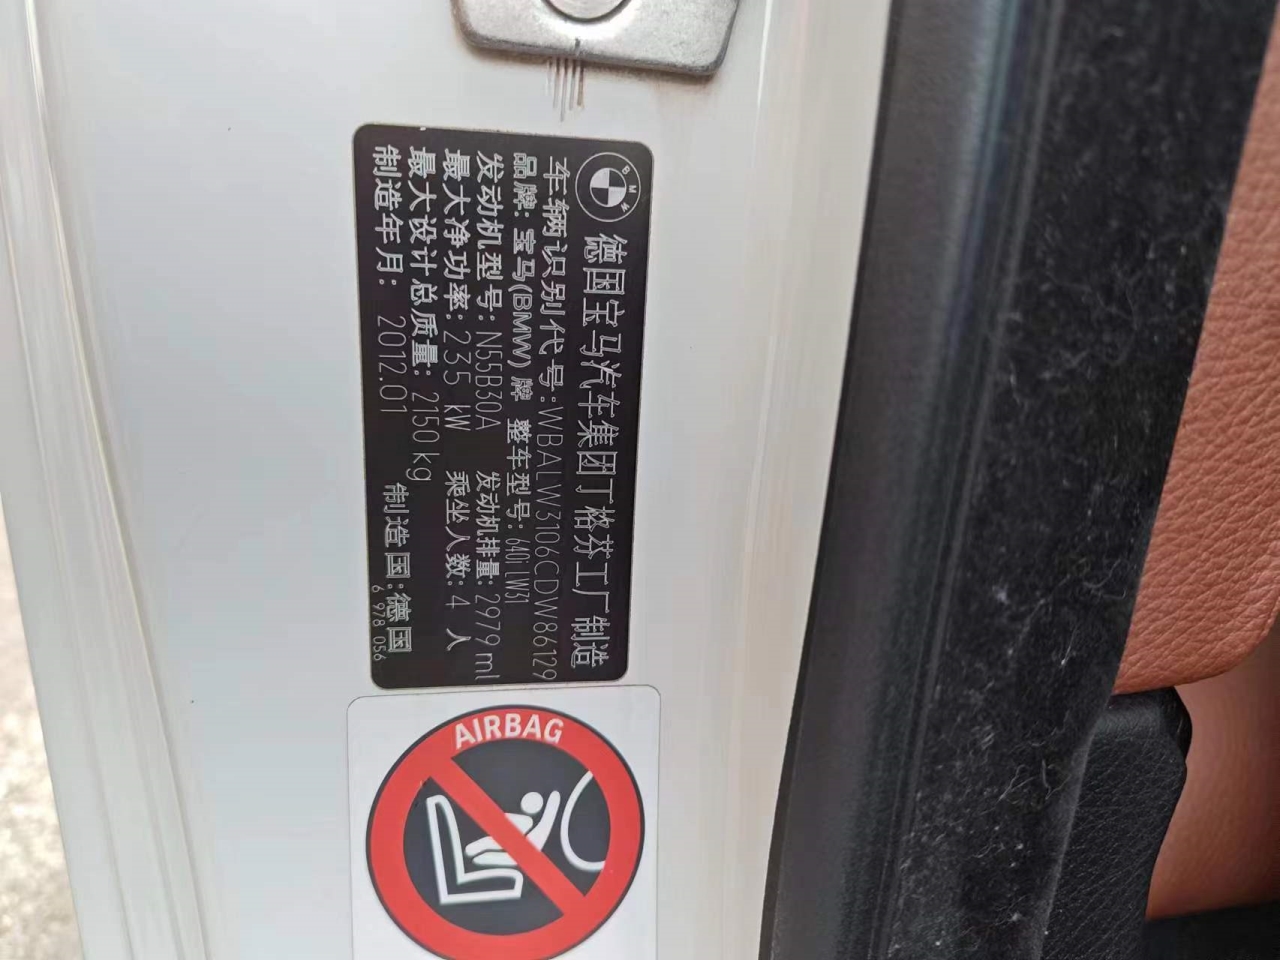 BMW
德国宝马汽车集团丁格芬工厂制造
车辆识别代号:WBALW3106CDW86129
品牌: 宝马(BMW) 牌 整车型号: 640i LW31
发动机型号: N55B30A 发动机排量: 2979 ml
最大净功率: 235 kW 乘坐人数: 4 人
最大设计总质量: 2150 kg
制造年月: 2012.01 制造国: 德国
6 978 056
AIRBAG